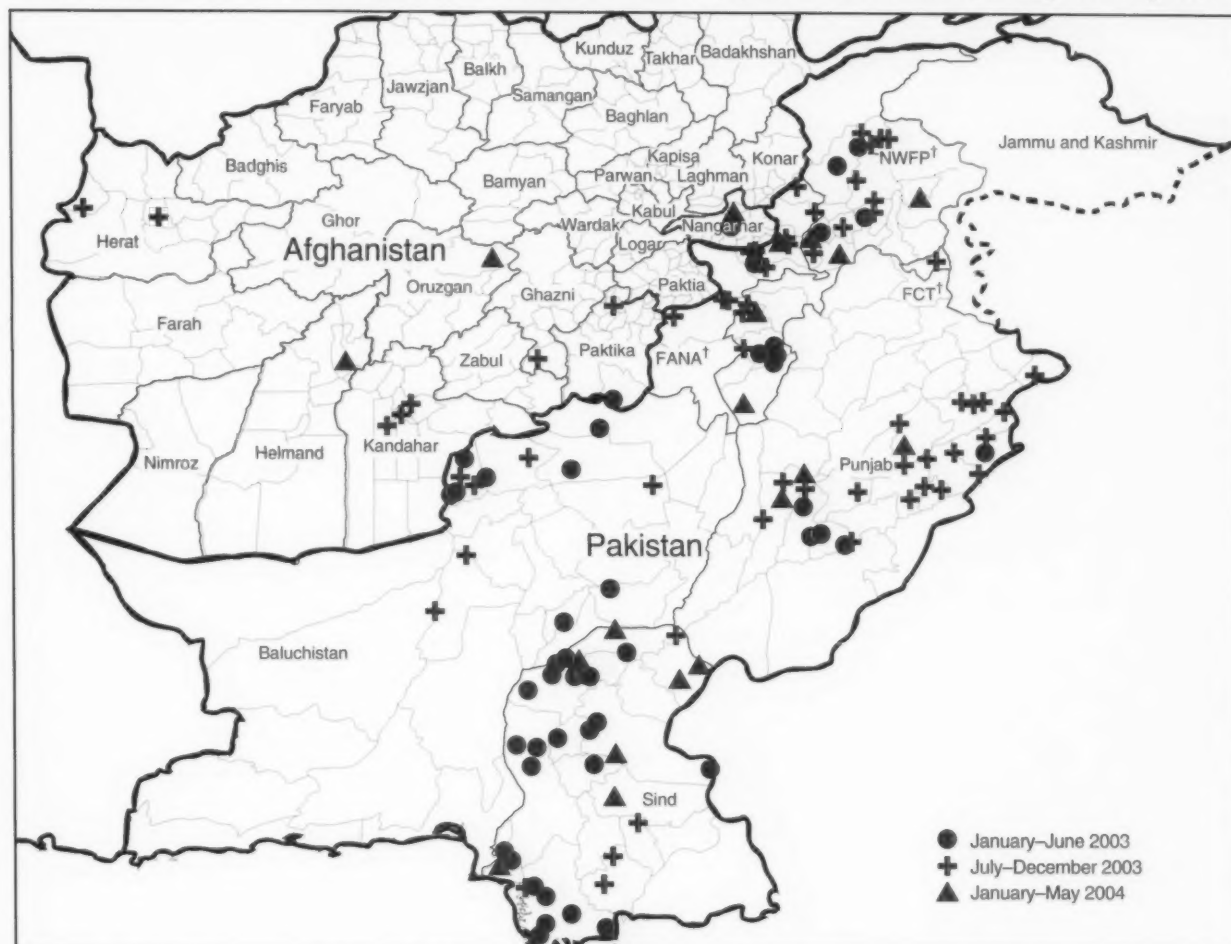 Kunduz
Takhar
Badakhshan
Balkh
Jawzjan
Samangan
Faryab
Baghlan
Jammu and Kashmir
NWFP†
Kapisa
Konar
Badghis
Laghman
Bamyan
Parwan
Kabul
Ghor
Wardak
Nangarhar
Herat
Logar
Afghanistan
Oruzgan
Ghazni
Paktia
FCT†
Farah
Zabul
Paktika
FANA†
Kandahar
Nimroz
Helmand
Punjab
Pakistan
Baluchistan
Sind
January–June 2003
July–December 2003
January–May 2004